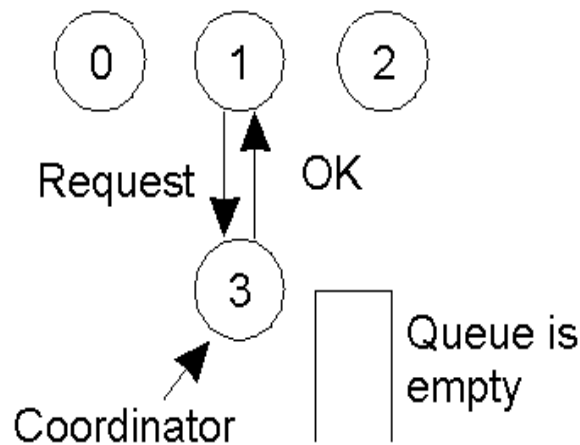 0 1 2
Request OK
3
Queue is
empty
Coordinator